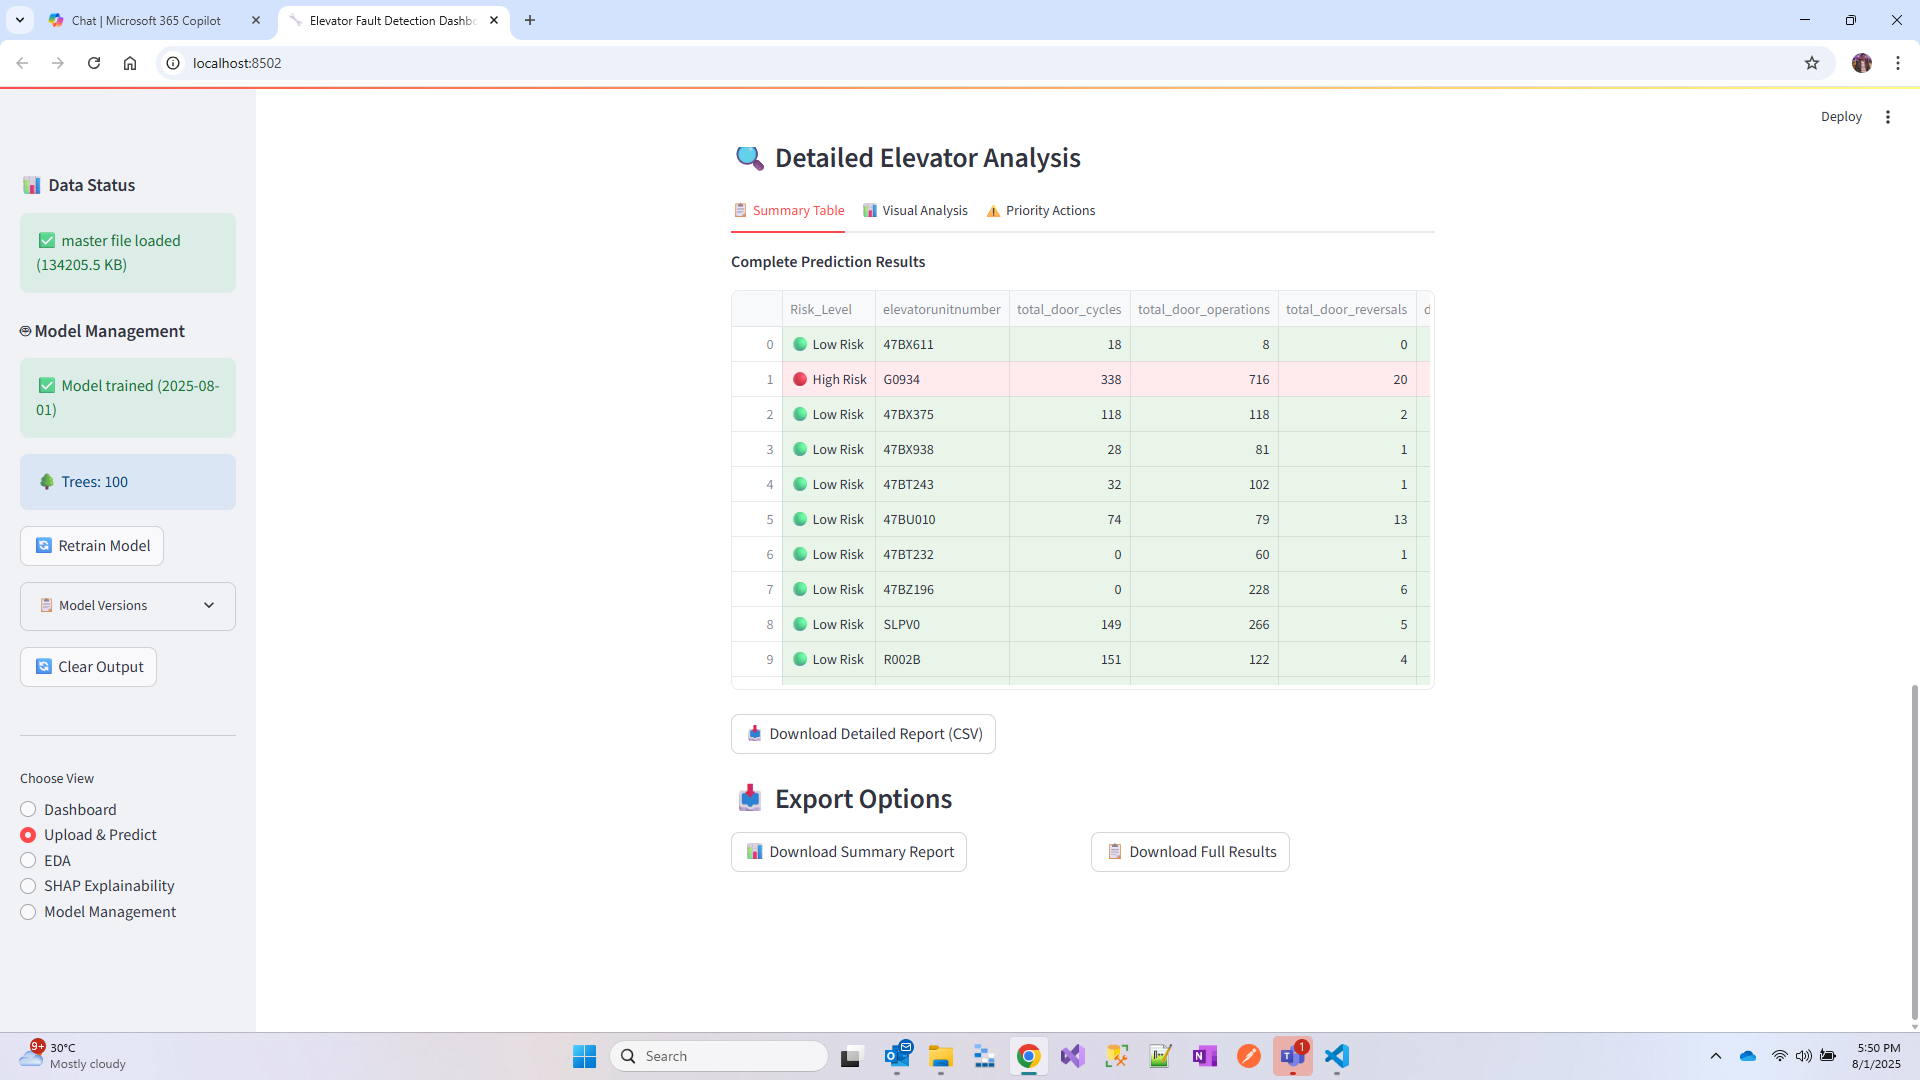 Chat | Microsoft 365 Copilot
Elevator Fault Detection Dashbo
localhost:8502
Deploy
Data Status
master file loaded
(134205.5 KB)
Model Management
Model trained (2025-08-
01)
Trees: 100
Retrain Model
Model Versions
Clear Output
Choose View
Dashboard
Upload & Predict
EDA
SHAP Explainability
Model Management
Detailed Elevator Analysis
Summary Table Visual Analysis Priority Actions
Complete Prediction Results
Risk_Level elevatorunitnumber total_door_cycles total_door_operations total_door_reversals d
0 Low Risk 47BX611 18 8 0
1 High Risk G0934 338 716 20
2 Low Risk 47BX375 118 118 2
3 Low Risk 47BX938 28 81 1
4 Low Risk 47BT243 32 102 1
5 Low Risk 47BU010 74 79 13
6 Low Risk 47BT232 0 60 1
7 Low Risk 47BZ196 0 228 6
8 Low Risk SLPV0 149 266 5
9 Low Risk R002B 151 122 4
Download Detailed Report (CSV)
Export Options
Download Summary Report Download Full Results
9+
30°C
Mostly cloudy
Search
1
5:50 PM
8/1/2025